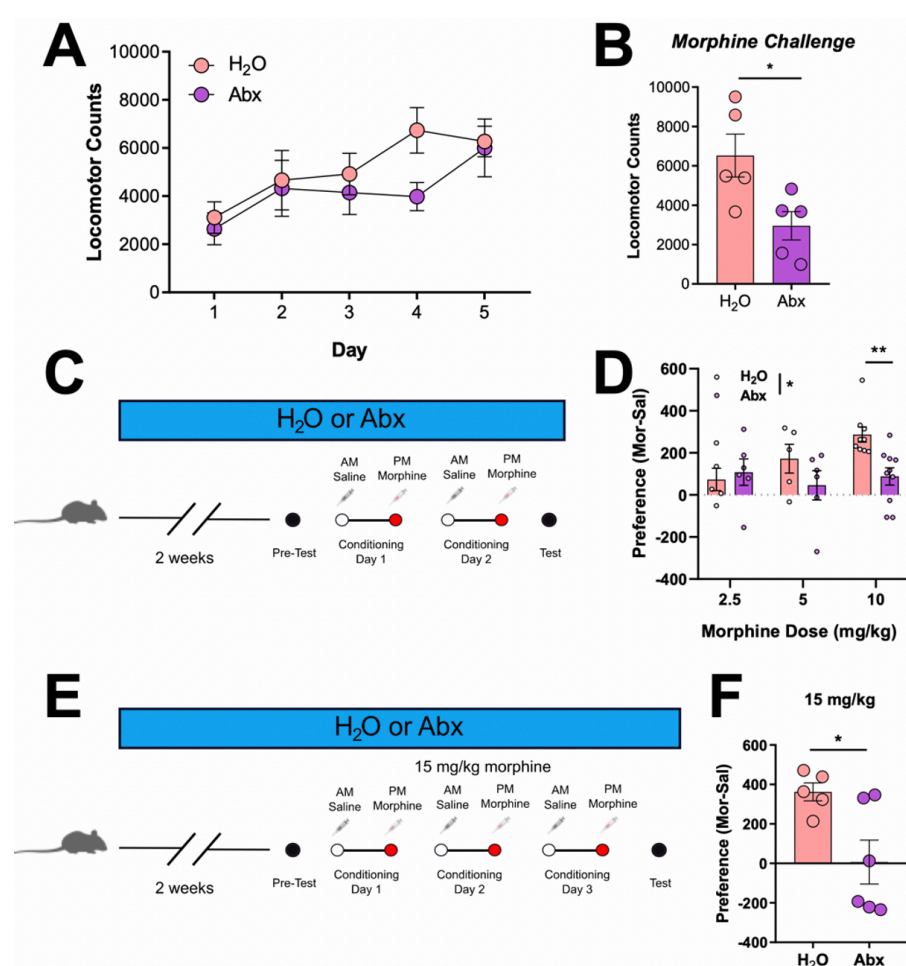 A
10000
8000
6000
4000
2000
0
Locomotor Counts
H₂O
Abx
1 2 3 4 5
Day
B
Morphine Challenge
*
10000
8000
6000
4000
2000
0
Locomotor Counts
H₂O Abx
C
H₂O or Abx
AM
Saline
PM
Morphine
AM
Saline
PM
Morphine
2 weeks
Pre-Test
Conditioning
Day 1
Conditioning
Day 2
Test
D
600
400
200
0
-200
-400
Preference (Mor-Sal)
H₂O
Abx
*
**
2.5 5 10
Morphine Dose (mg/kg)
E
H₂O or Abx
15 mg/kg morphine
AM
Saline
PM
Morphine
AM
Saline
PM
Morphine
AM
Saline
PM
Morphine
2 weeks
Pre-Test
Conditioning
Day 1
Conditioning
Day 2
Conditioning
Day 3
Test
F
15 mg/kg
*
600
400
200
0
-200
-400
Preference (Mor-Sal)
H₂O Abx